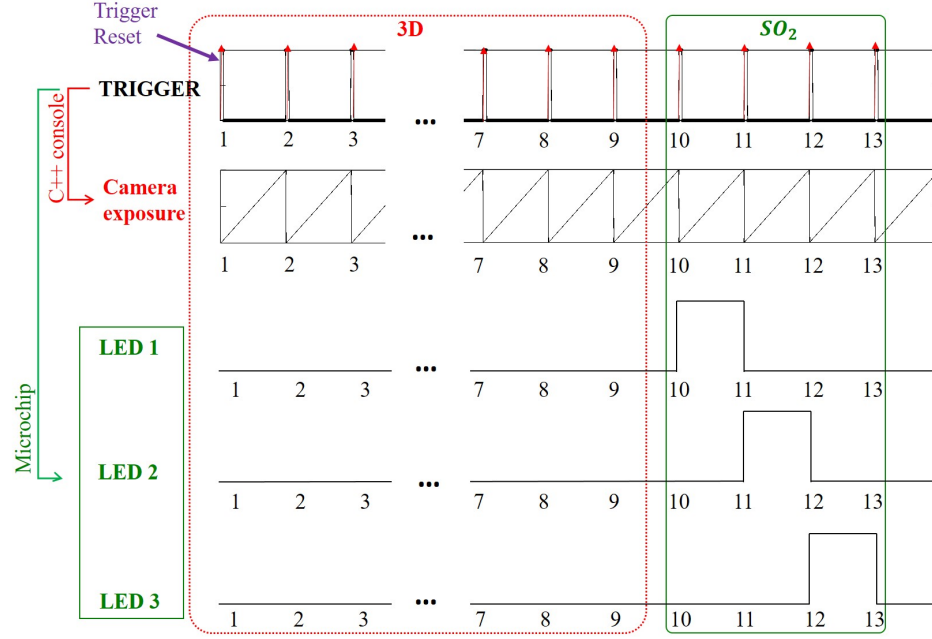 Trigger
Reset
3D
SO₂
TRIGGER
...
1 2 3 7 8 9 10 11 12 13
C++ console
Camera
exposure
...
1 2 3 7 8 9 10 11 12 13
Microchip
LED 1
...
1 2 3 7 8 9 10 11 12 13
LED 2
...
1 2 3 7 8 9 10 11 12 13
LED 3
...
1 2 3 7 8 9 10 11 12 13